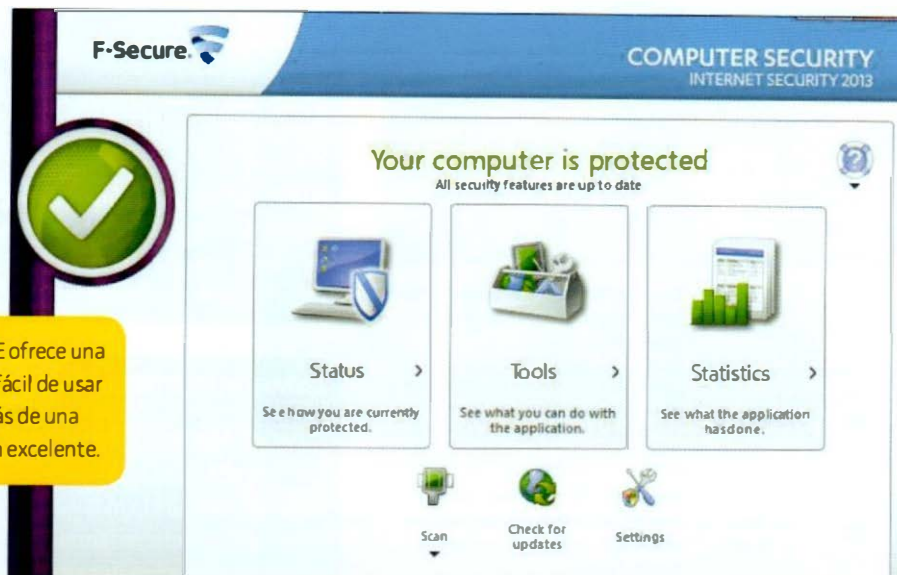 F-Secure.
COMPUTER SECURITY
INTERNET SECURITY 2013
Your computer is protected
All security features are up to date
Status >
See how you are currently
protected.
Tools >
See what you can do with
the application.
Statistics >
See what the application
hasdone.
Scan
Check for
updates
Settings
E ofrece una
fácil de usar
ás de una
excelente.